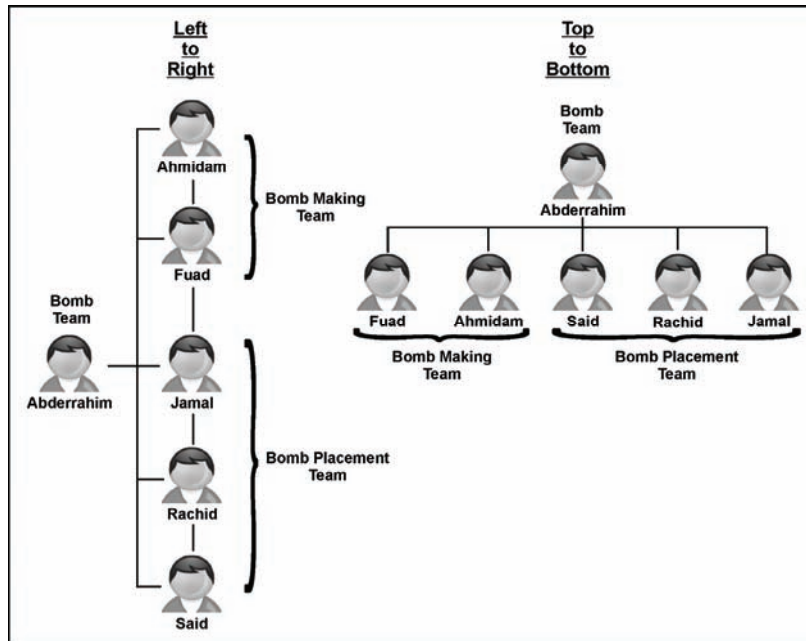 Left
to
Right
Ahmidam
Bomb Making
Team
Fuad
Bomb
Team
Abderrahim
Jamal
Bomb Placement
Team
Rachid
Said
Top
to
Bottom
Bomb
Team
Abderrahim
Fuad Ahmidam Said Rachid Jamal
Bomb Making
Team
Bomb Placement
Team